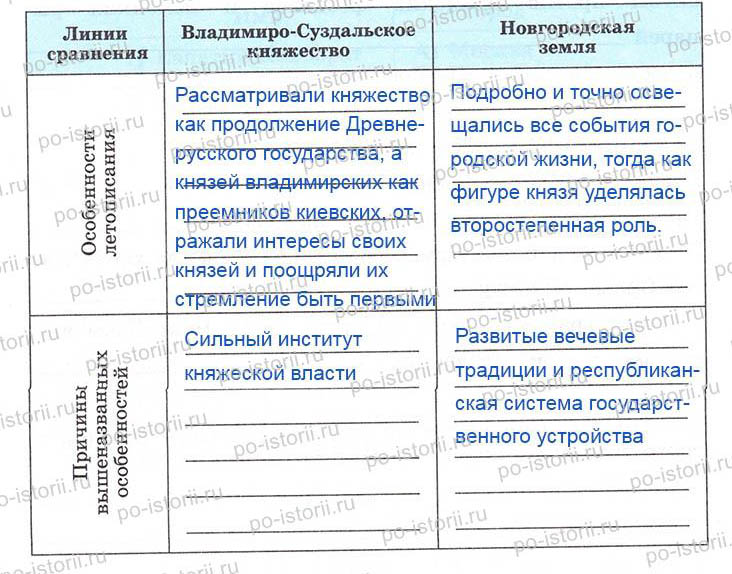 Линии
сравнения
Владимиро-Суздальское
княжество
Новгородская
земля
Особенности
летописания
Рассматривали княжество
как продолжение Древне-
русского государства, а
князей владимирских как
преемников киевских, от-
ражали интересы своих
князей и поощряли их
стремление быть первыми
Подробно и точно осве-
щались все события го-
родской жизни, тогда как
фигуре князя уделялась
второстепенная роль.
Причины
вышеназванных
особенностей
Сильный институт
княжеской власти
Развитые вечевые
традиции и республикан-
ская система государст-
венного устройства
po-istorii.ru